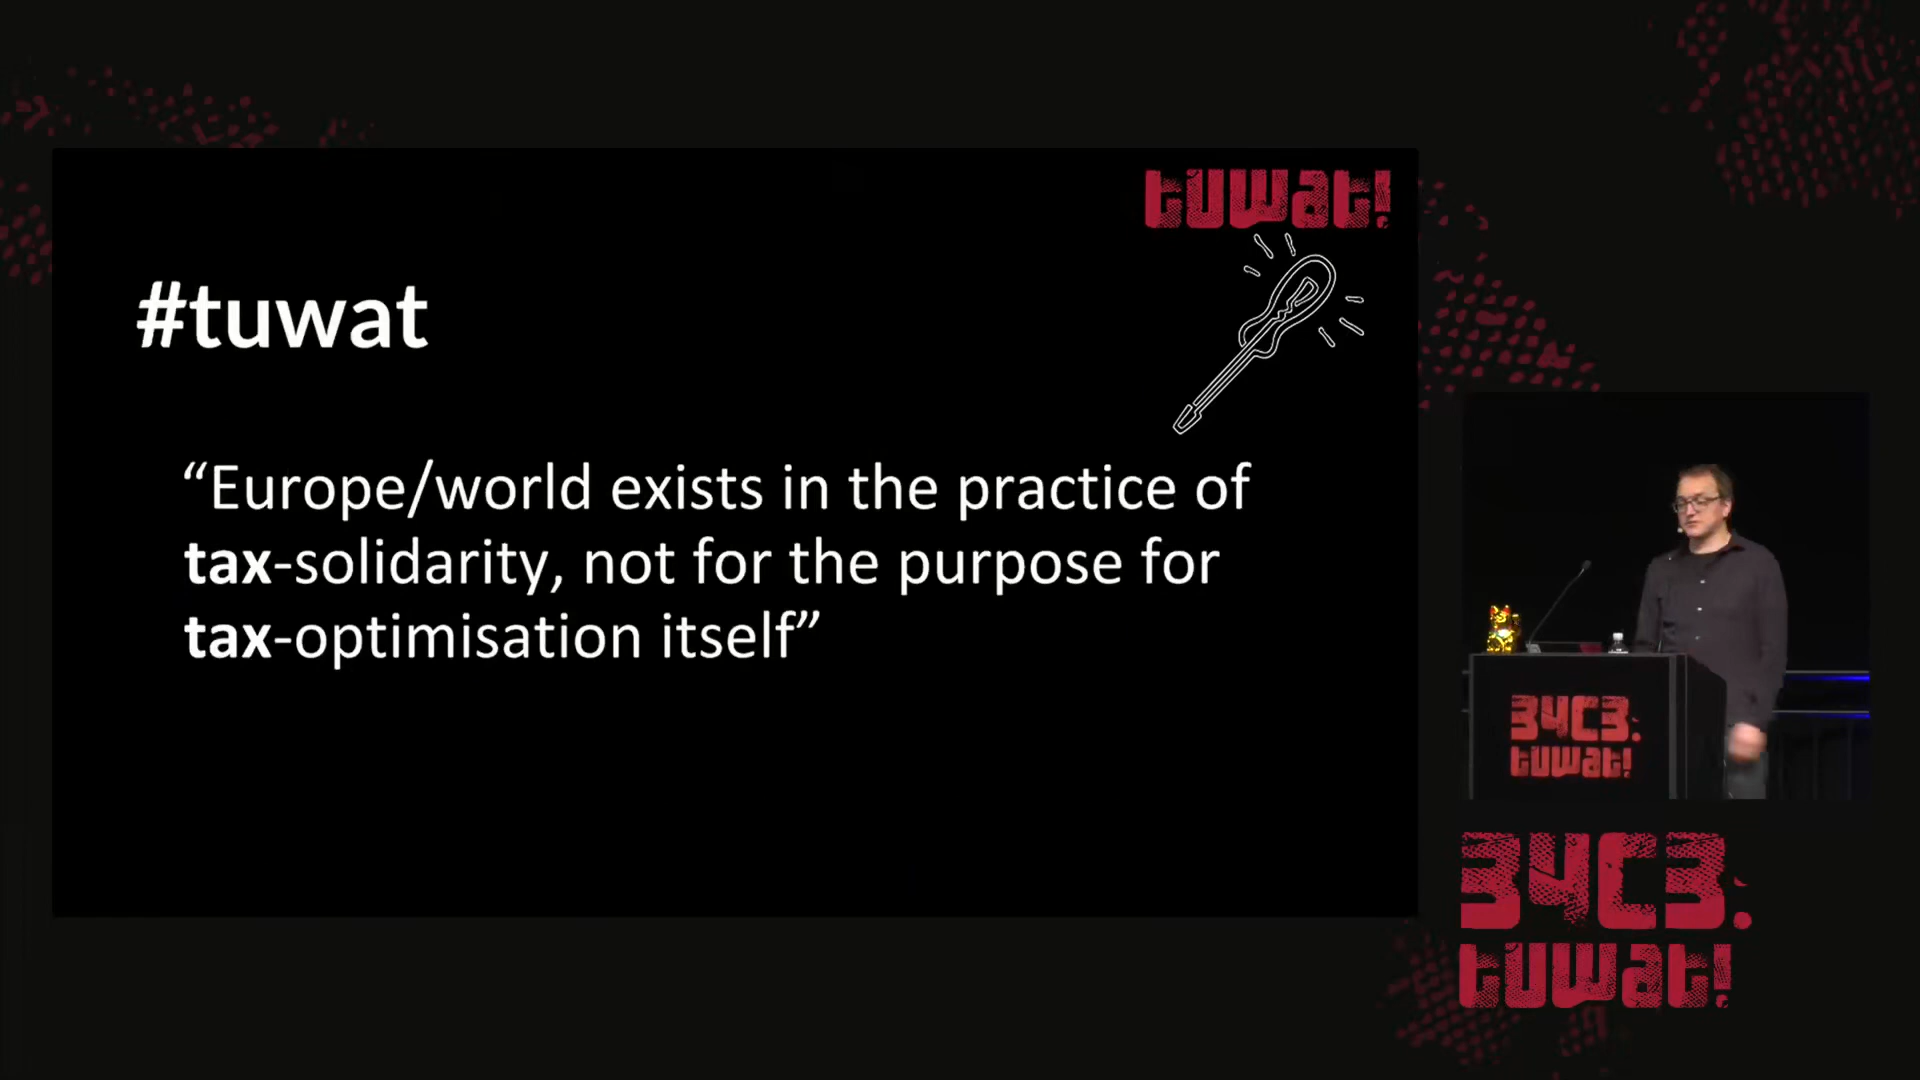 tuwat!
#tuwat
“Europe/world exists in the practice of
tax-solidarity, not for the purpose for
tax-optimisation itself”
34C3.
tuwat!
34C3.
tuwat!